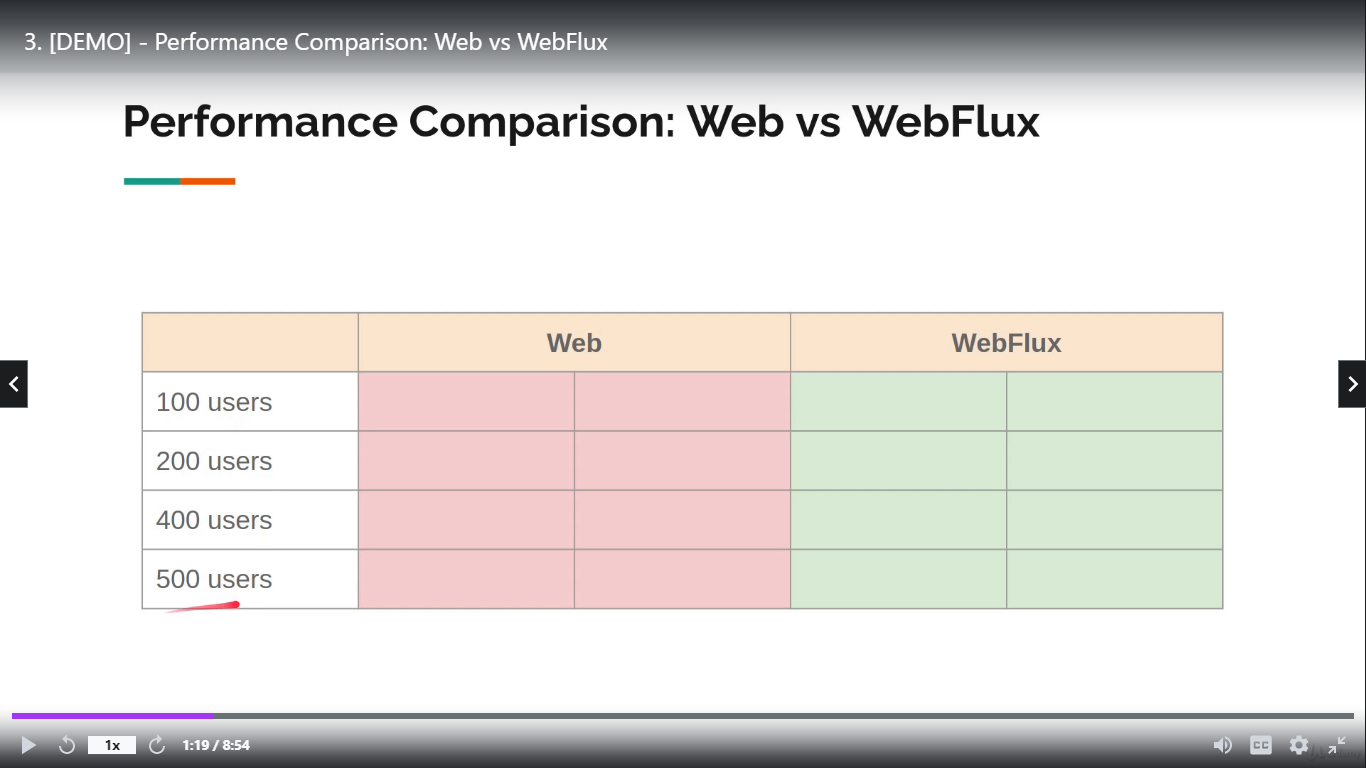 3. [DEMO] - Performance Comparison: Web vs WebFlux
Performance Comparison: Web vs WebFlux
Web WebFlux
100 users
200 users
400 users
500 users
1x 1:19 / 8:54 CC